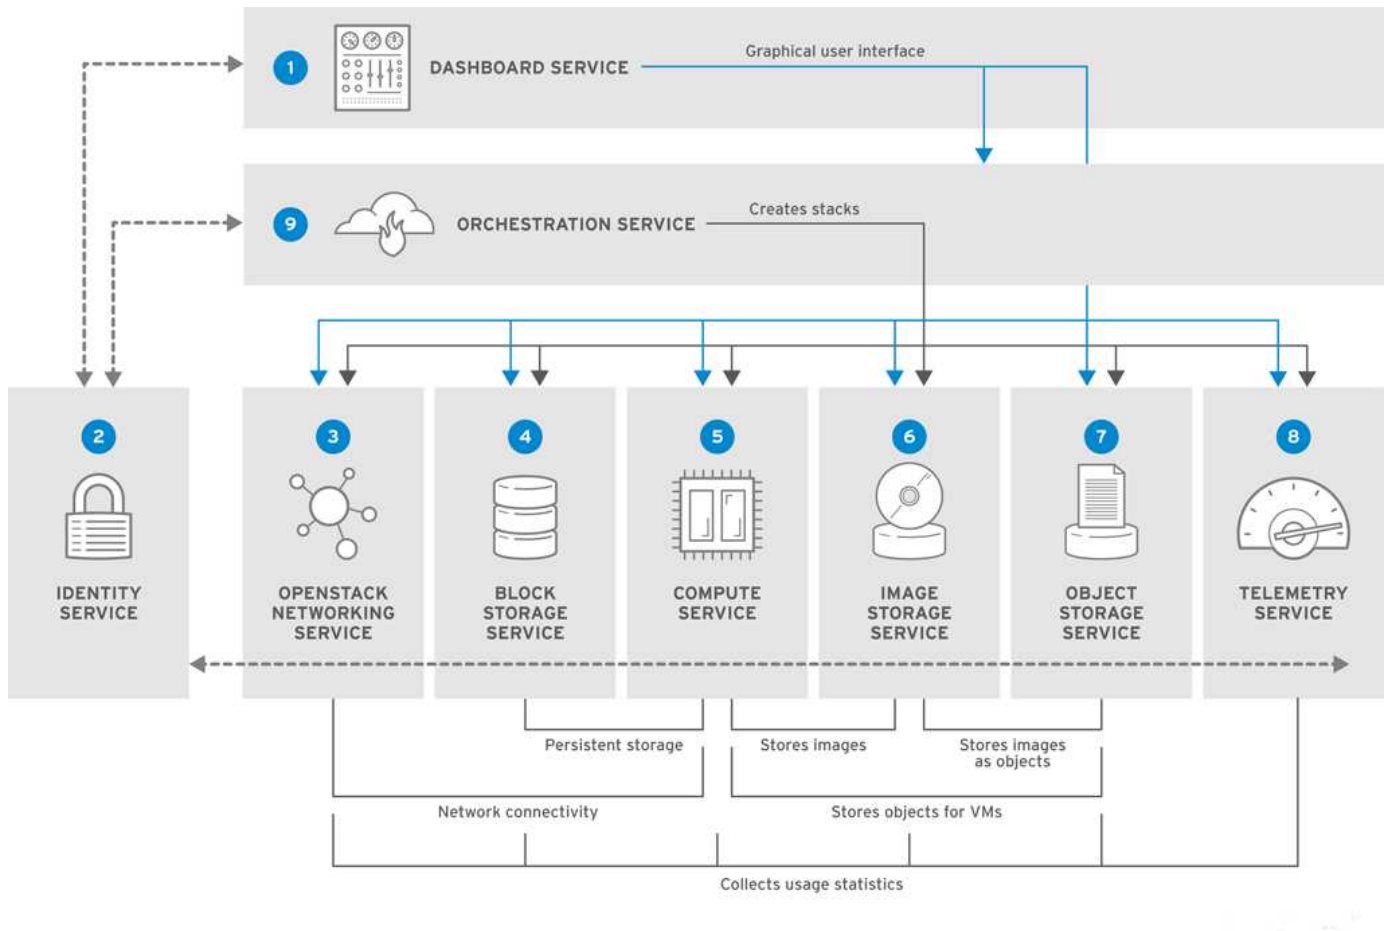 1
DASHBOARD SERVICE
Graphical user interface
9
ORCHESTRATION SERVICE
Creates stacks
2
IDENTITY
SERVICE
3
OPENSTACK
NETWORKING
SERVICE
4
BLOCK
STORAGE
SERVICE
5
COMPUTE
SERVICE
6
IMAGE
STORAGE
SERVICE
7
OBJECT
STORAGE
SERVICE
8
TELEMETRY
SERVICE
Persistent storage
Stores images
Stores images
as objects
Network connectivity
Stores objects for VMs
Collects usage statistics